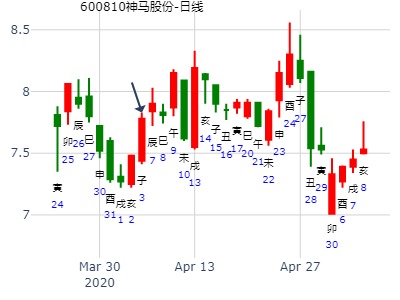 600810神马股份-日线
8.5
8
7.5
7
寅
24
卯
25
辰
26
巳
27
申
30
酉
31
戌
1
亥
2
子
3
辰
7
巳
8
午
9
未
10
戌
13
亥
14
子
15
丑
16
寅
17
巳
20
午
21
未
22
申
23
酉
24
子
27
丑
28
寅
29
卯
30
酉
6
戌
7
亥
8
Mar 30
2020
Apr 13
Apr 27